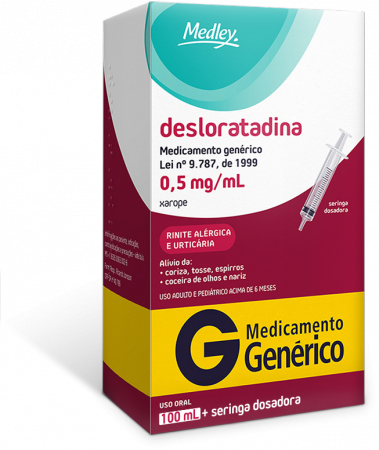 Medley.
desloratadina
Medicamento genérico
Lei nº 9.787, de 1999
0,5 mg/mL
xarope
seringa
dosadora
RINITE ALÉRGICA
E URTICÁRIA
Alívio da:
• coriza, tosse, espirros
• coceira de olhos e nariz
USO ADULTO E PEDIÁTRICO ACIMA DE 6 MESES
G Medicamento
Genérico
USO ORAL
100 mL + seringa dosadora